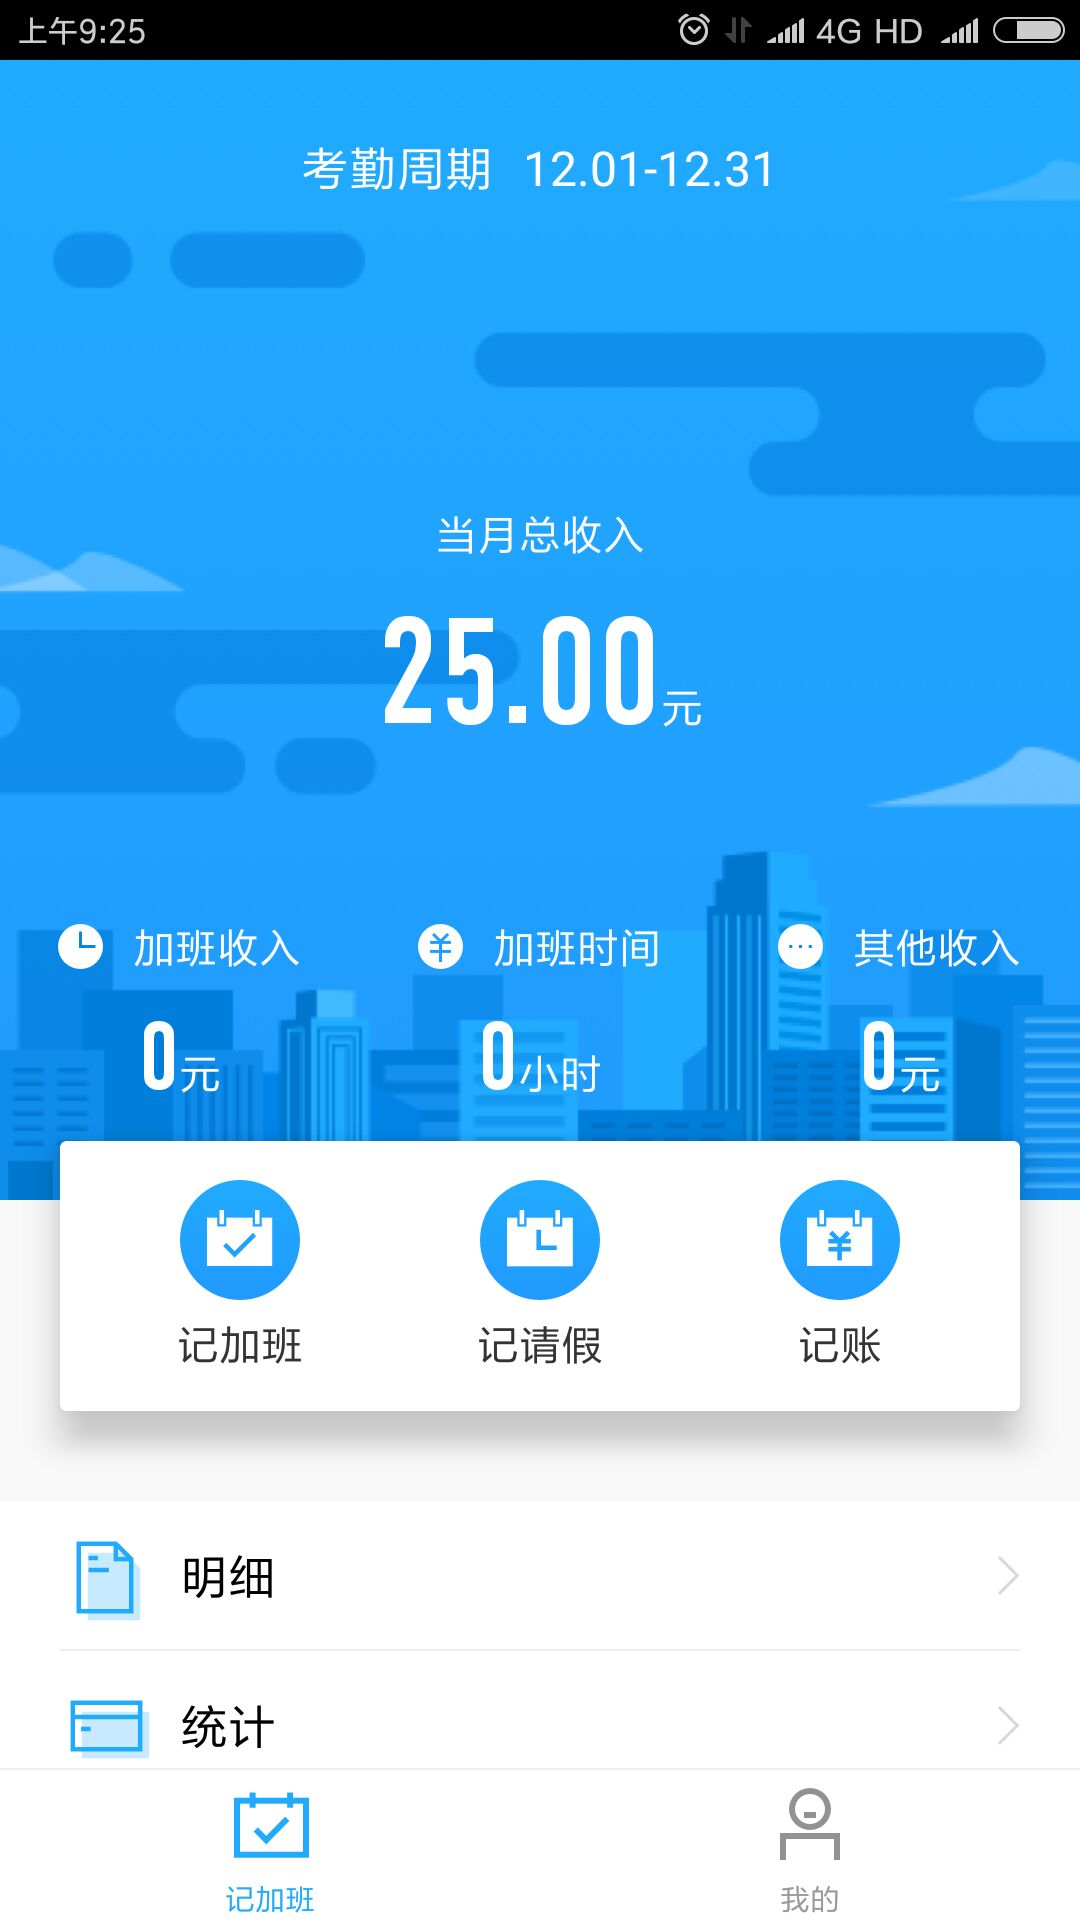 上午9:25 4G HD
考勤周期 12.01-12.31
当月总收入
25.00元
加班收入 加班时间 其他收入
0元 0小时 0元
记加班 记请假 记账
明细
统计
记加班 我的